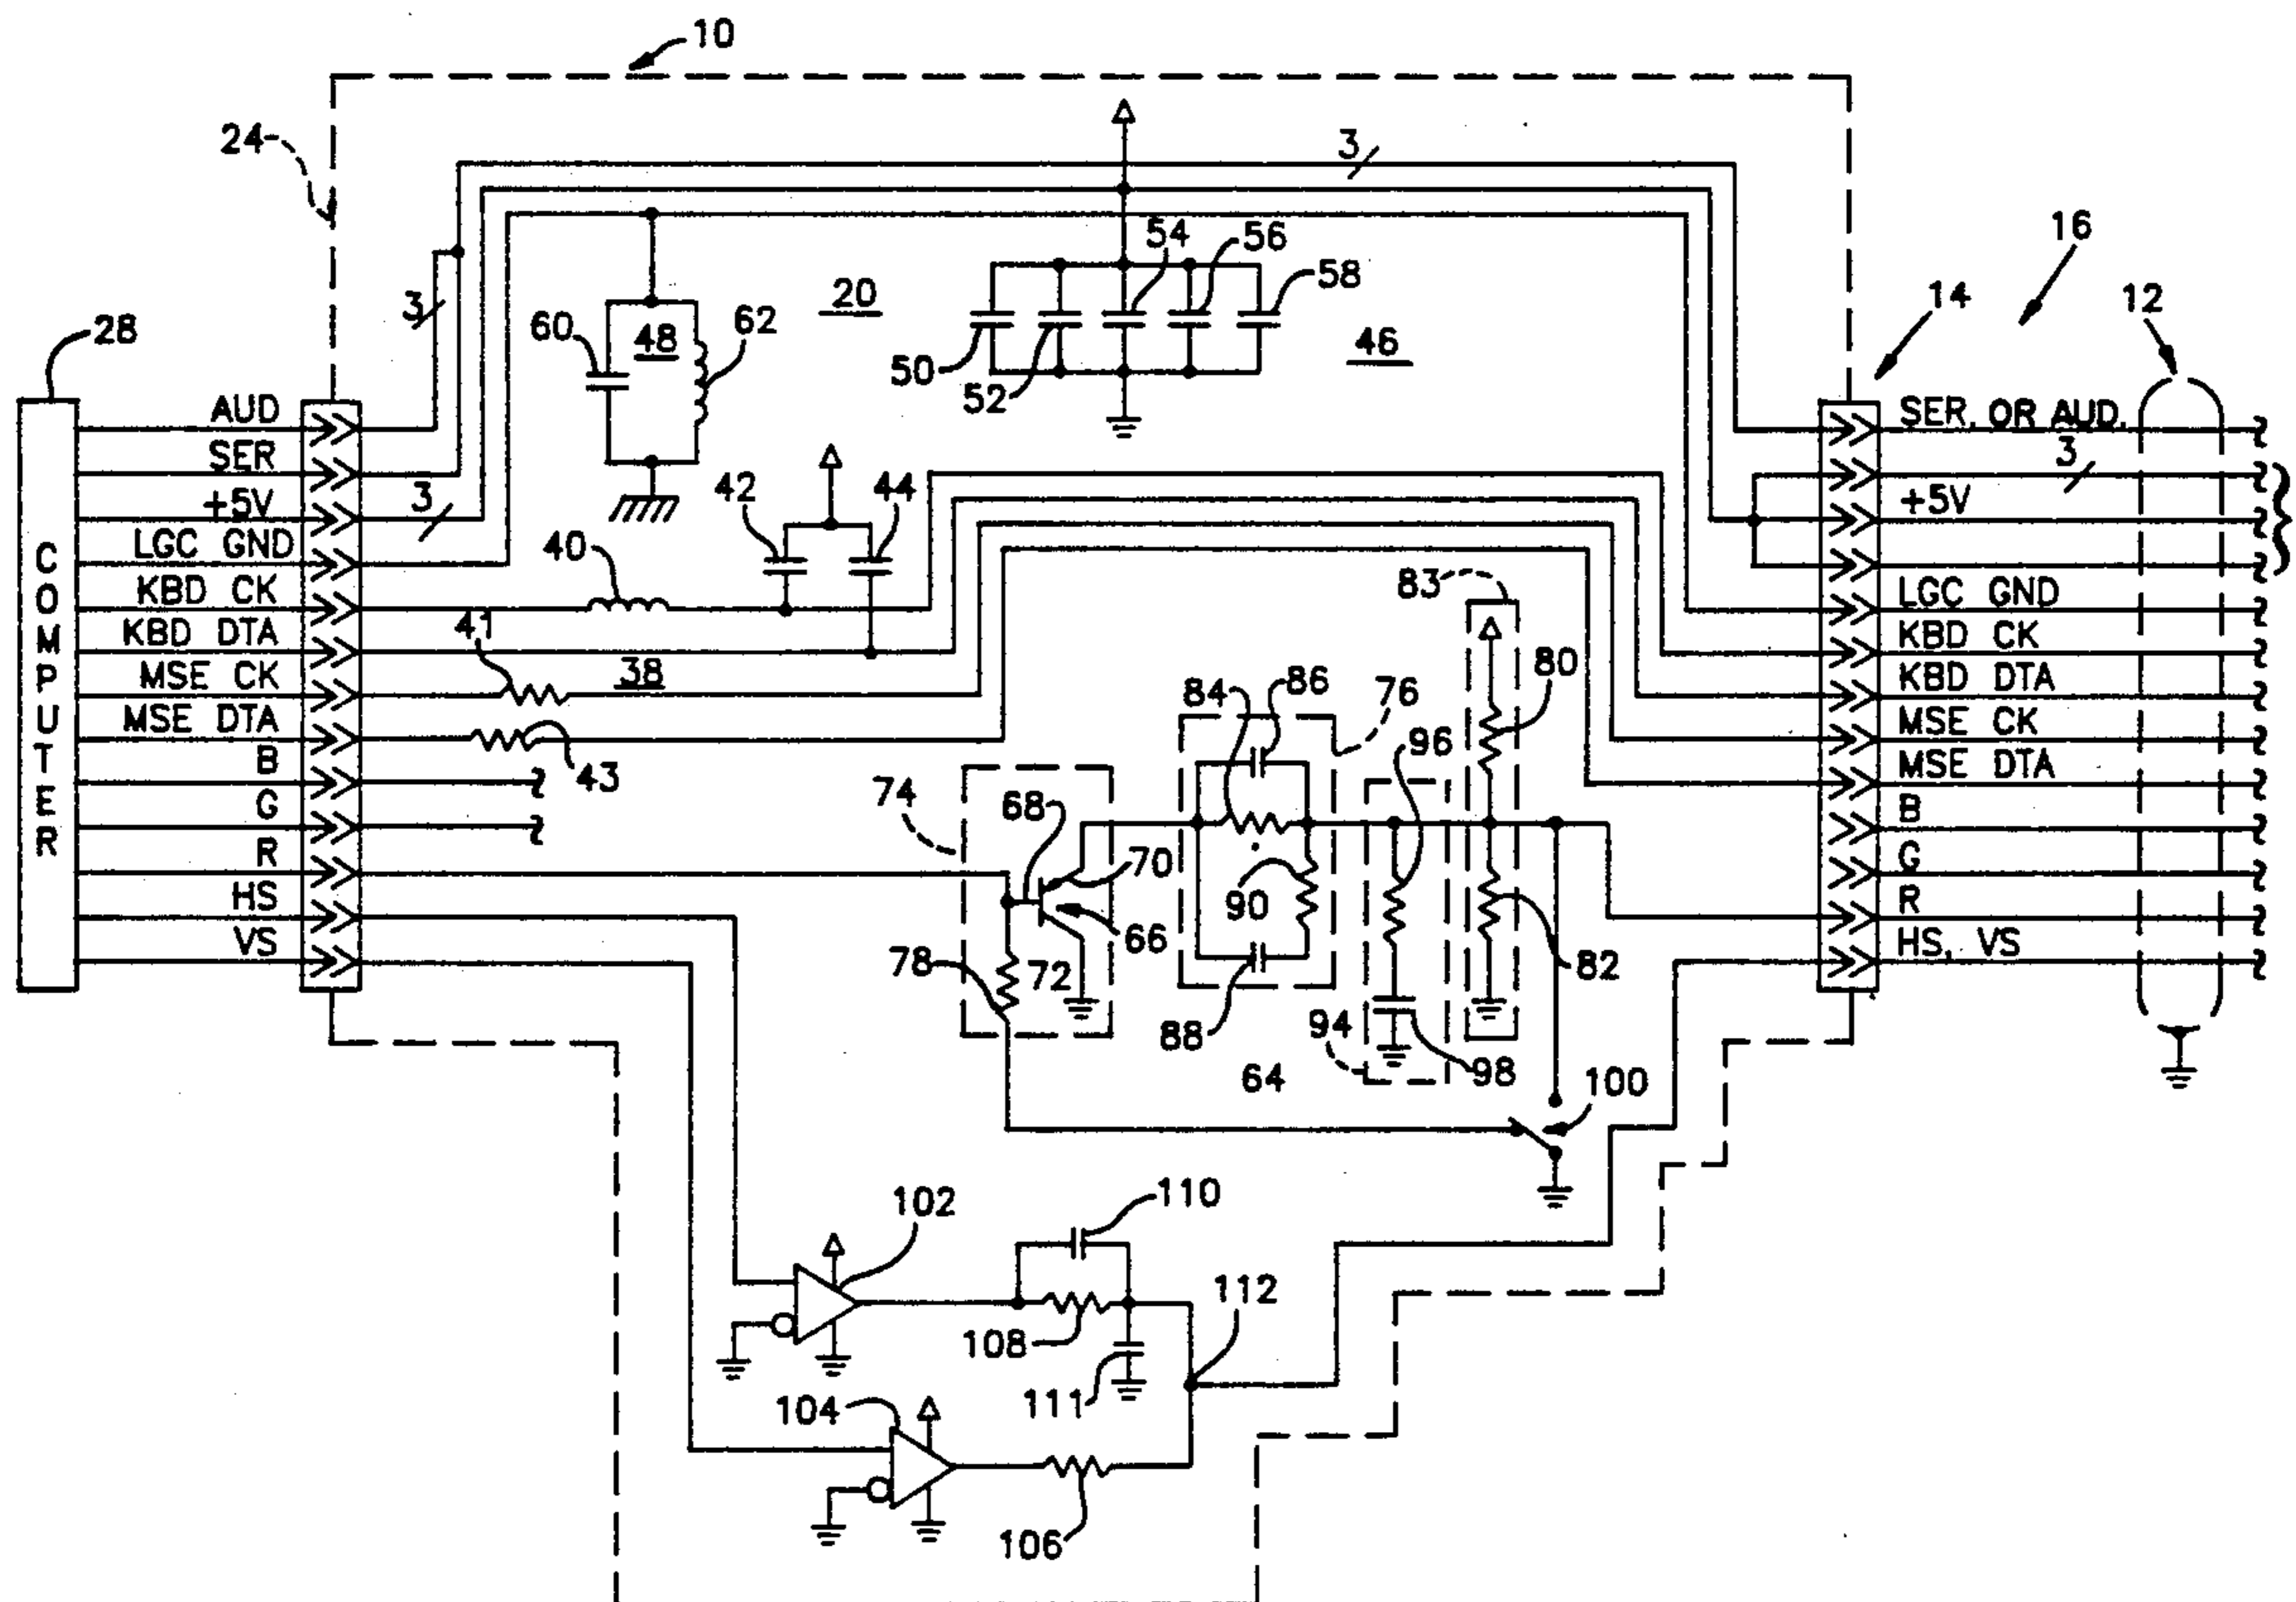 10
24
3
16
54
56
20
58
14
12
3
28
60
48
62
46
50
52
AUD
SER, OR AUD.
SER
3
3
+5V
42
44
+5V
LGC GND
40
83
COMPUTER
KBD CK
LGC GND
41
KBD DTA
38
KBD CK
84
86
80
MSE CK
76
KBD DTA
MSE DTA
MSE CK
96
43
B
74
68
MSE DTA
B
G
70
90
G
R
R
HS
66
HS, VS
VS
78
72
82
88
94
98
64
100
102
110
112
108
111
104
106